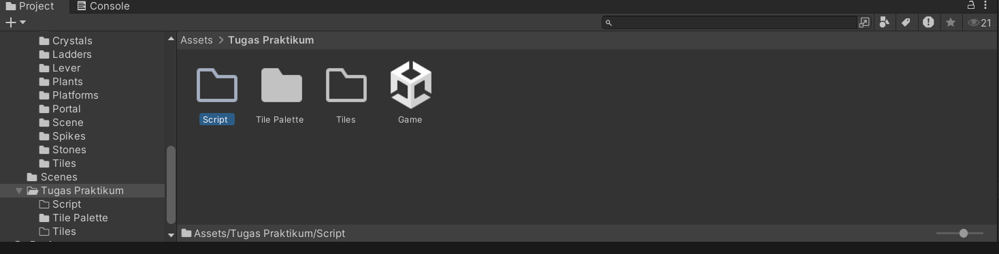 Project Console
21
Crystals
Ladders
Lever
Plants
Platforms
Portal
Scene
Spikes
Stones
Tiles
Scenes
Tugas Praktikum
Script
Tile Palette
Tiles
Assets > Tugas Praktikum
Script Tile Palette Tiles Game
Assets/Tugas Praktikum/Script